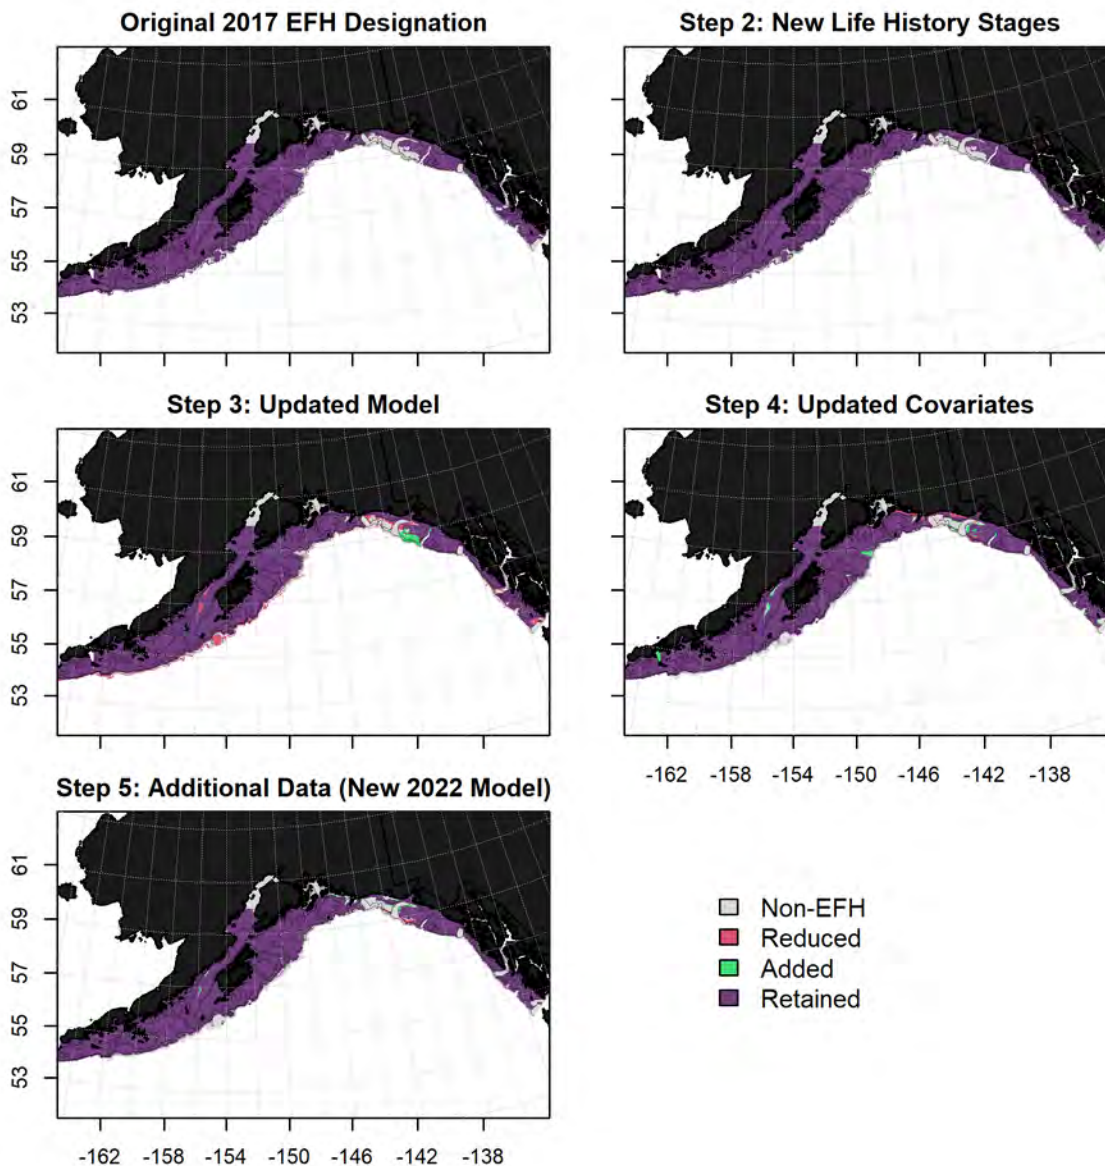 Original 2017 EFH Designation
Step 2: New Life History Stages
61
59
57
55
53
Step 3: Updated Model
Step 4: Updated Covariates
61
59
57
55
53
-162 -158 -154 -150 -146 -142 -138
Step 5: Additional Data (New 2022 Model)
61
59
57
55
53
Non-EFH
Reduced
Added
Retained
-162 -158 -154 -150 -146 -142 -138